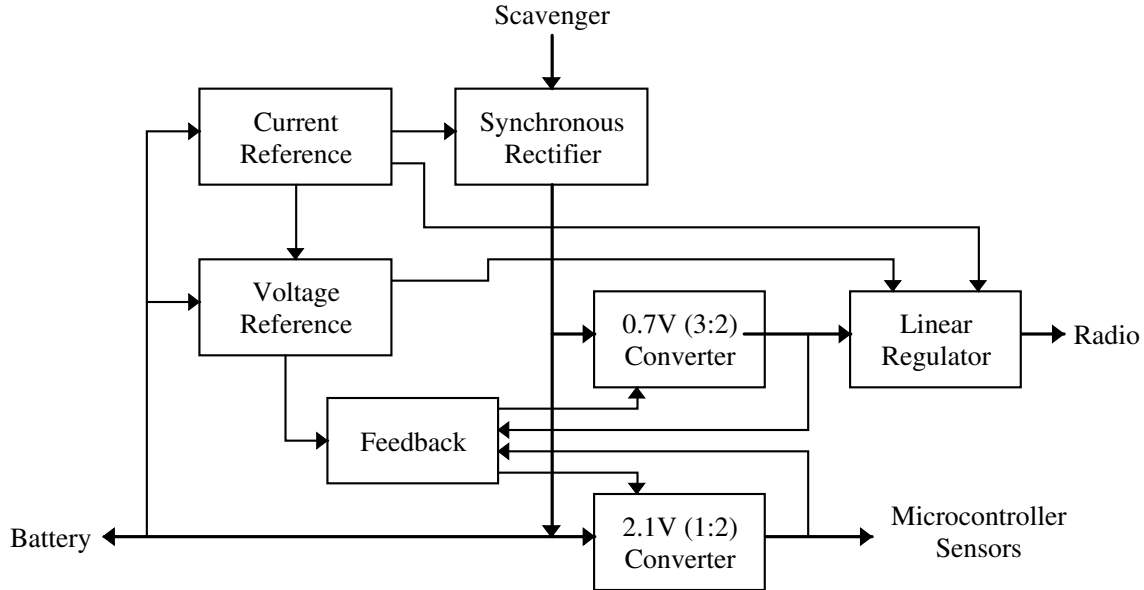 Scavenger
Current
Reference
Synchronous
Rectifier
Voltage
Reference
0.7V (3:2)
Converter
Linear
Regulator
Radio
Feedback
Battery
2.1V (1:2)
Converter
Microcontroller
Sensors